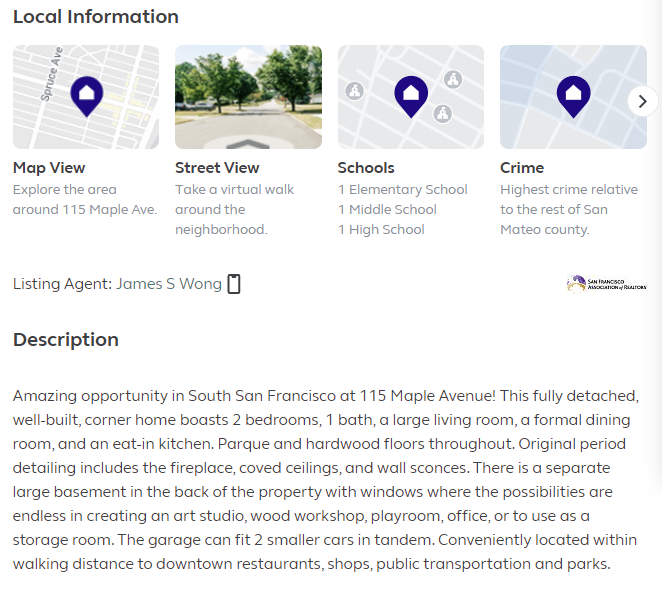 Local Information
Spruce Ave
Map View
Explore the area
around 115 Maple Ave.
Street View
Take a virtual walk
around the
neighborhood.
Schools
1 Elementary School
1 Middle School
1 High School
Crime
Highest crime relative
to the rest of San
Mateo county.
Listing Agent: James S Wong
San Francisco
Association of Realtors
Description
Amazing opportunity in South San Francisco at 115 Maple Avenue! This fully detached,
well-built, corner home boasts 2 bedrooms, 1 bath, a large living room, a formal dining
room, and an eat-in kitchen. Parque and hardwood floors throughout. Original period
detailing includes the fireplace, coved ceilings, and wall sconces. There is a separate
large basement in the back of the property with windows where the possibilities are
endless in creating an art studio, wood workshop, playroom, office, or to use as a
storage room. The garage can fit 2 smaller cars in tandem. Conveniently located within
walking distance to downtown restaurants, shops, public transportation and parks.